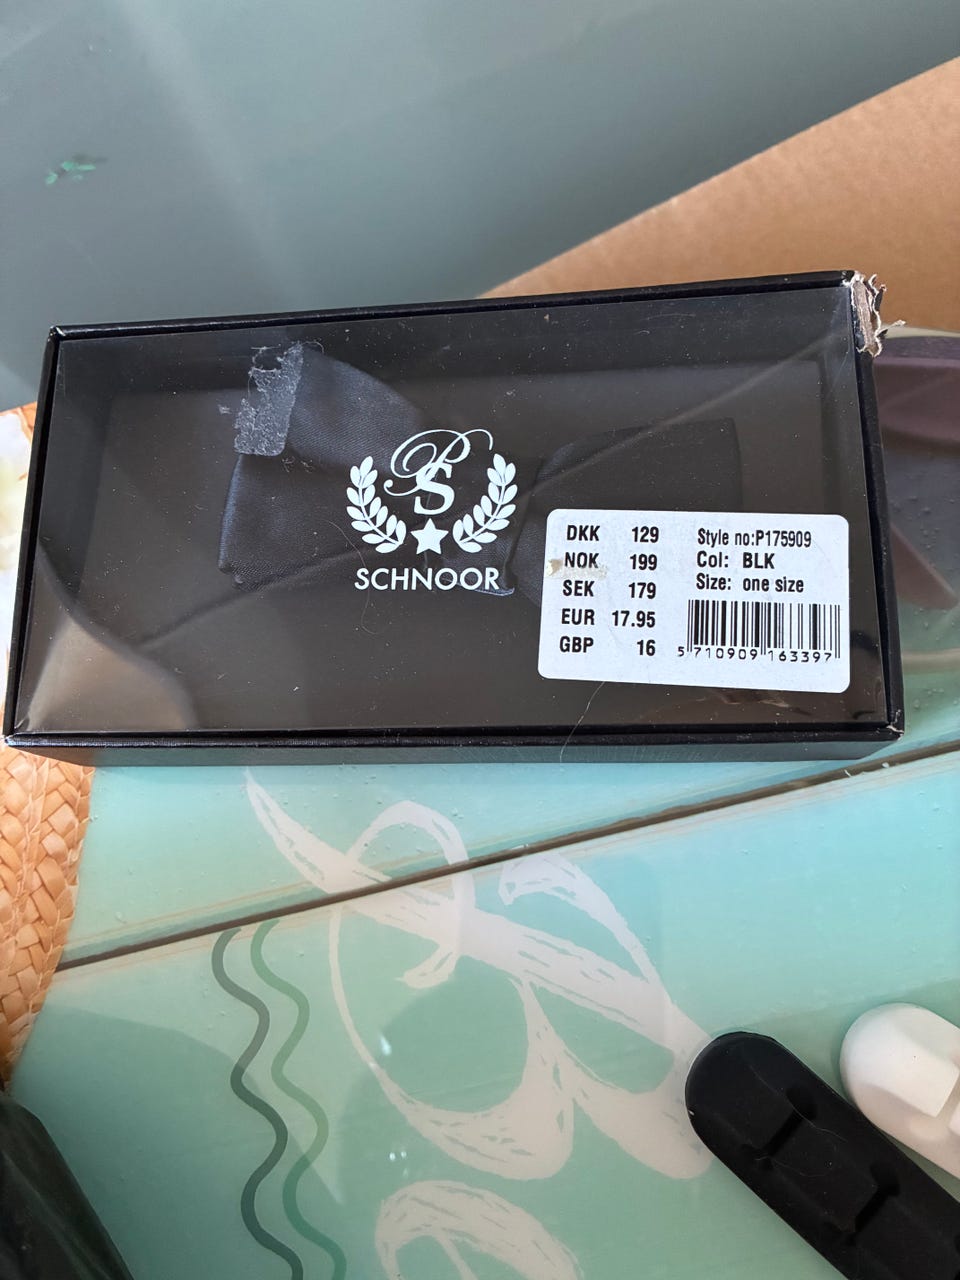 PS
SCHNOOR
DKK 129
NOK 199
SEK 179
EUR 17.95
GBP 16
Style no:P175909
Col: BLK
Size: one size
5 710909 163397